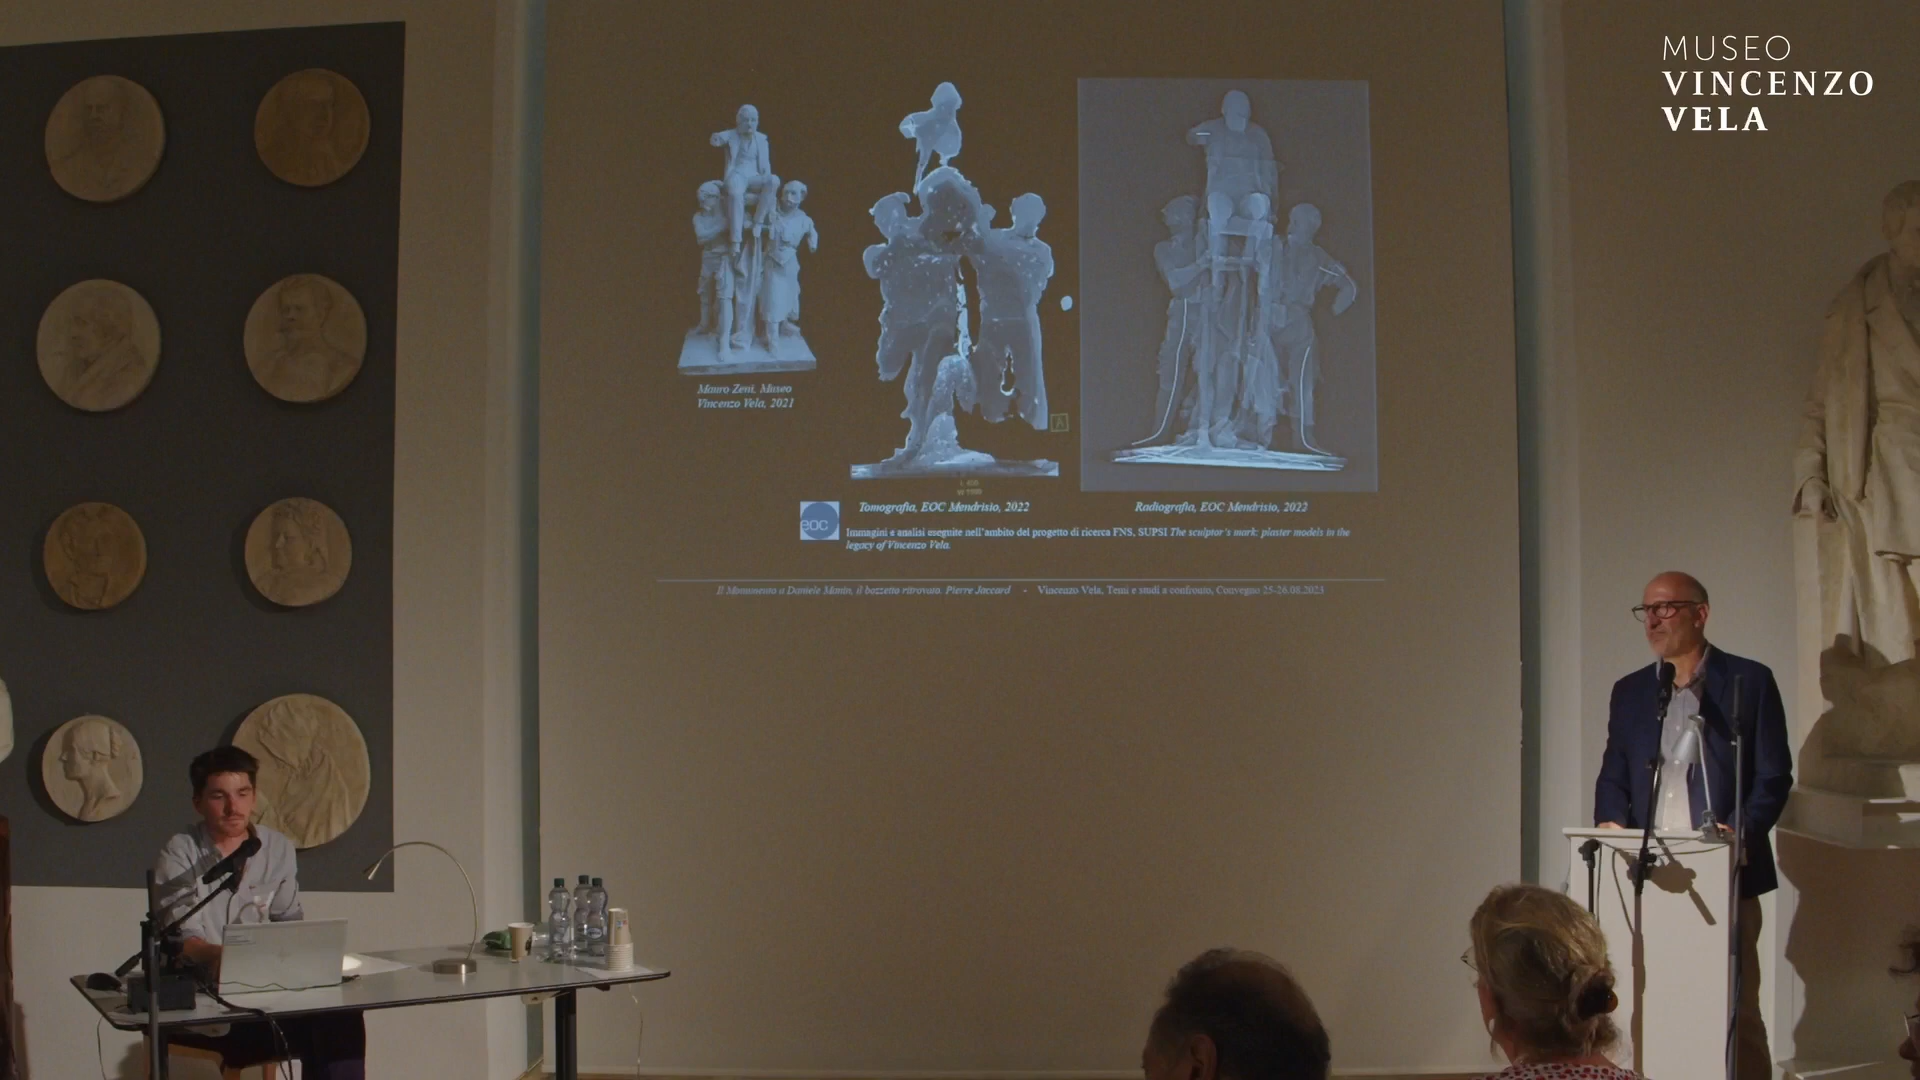 MUSEO
VINCENZO
VELA
Mauro Zeni, Museo
Vincenzo Vela, 2021
A
Tomografia, EOC Mendrisio, 2022
Radiografia, EOC Mendrisio, 2022
eoc
Immagini e analisi eseguite nell'ambito del progetto di ricerca FNS, SUPSI The sculptor's mark: plaster models in the
legacy of Vincenzo Vela.
Il Monumento a Daniele Manin, il bozzetto ritrovato. Pierre Jaccard - Vincenzo Vela, Temi e studi a confronto, Convegno 25-26.08.2023